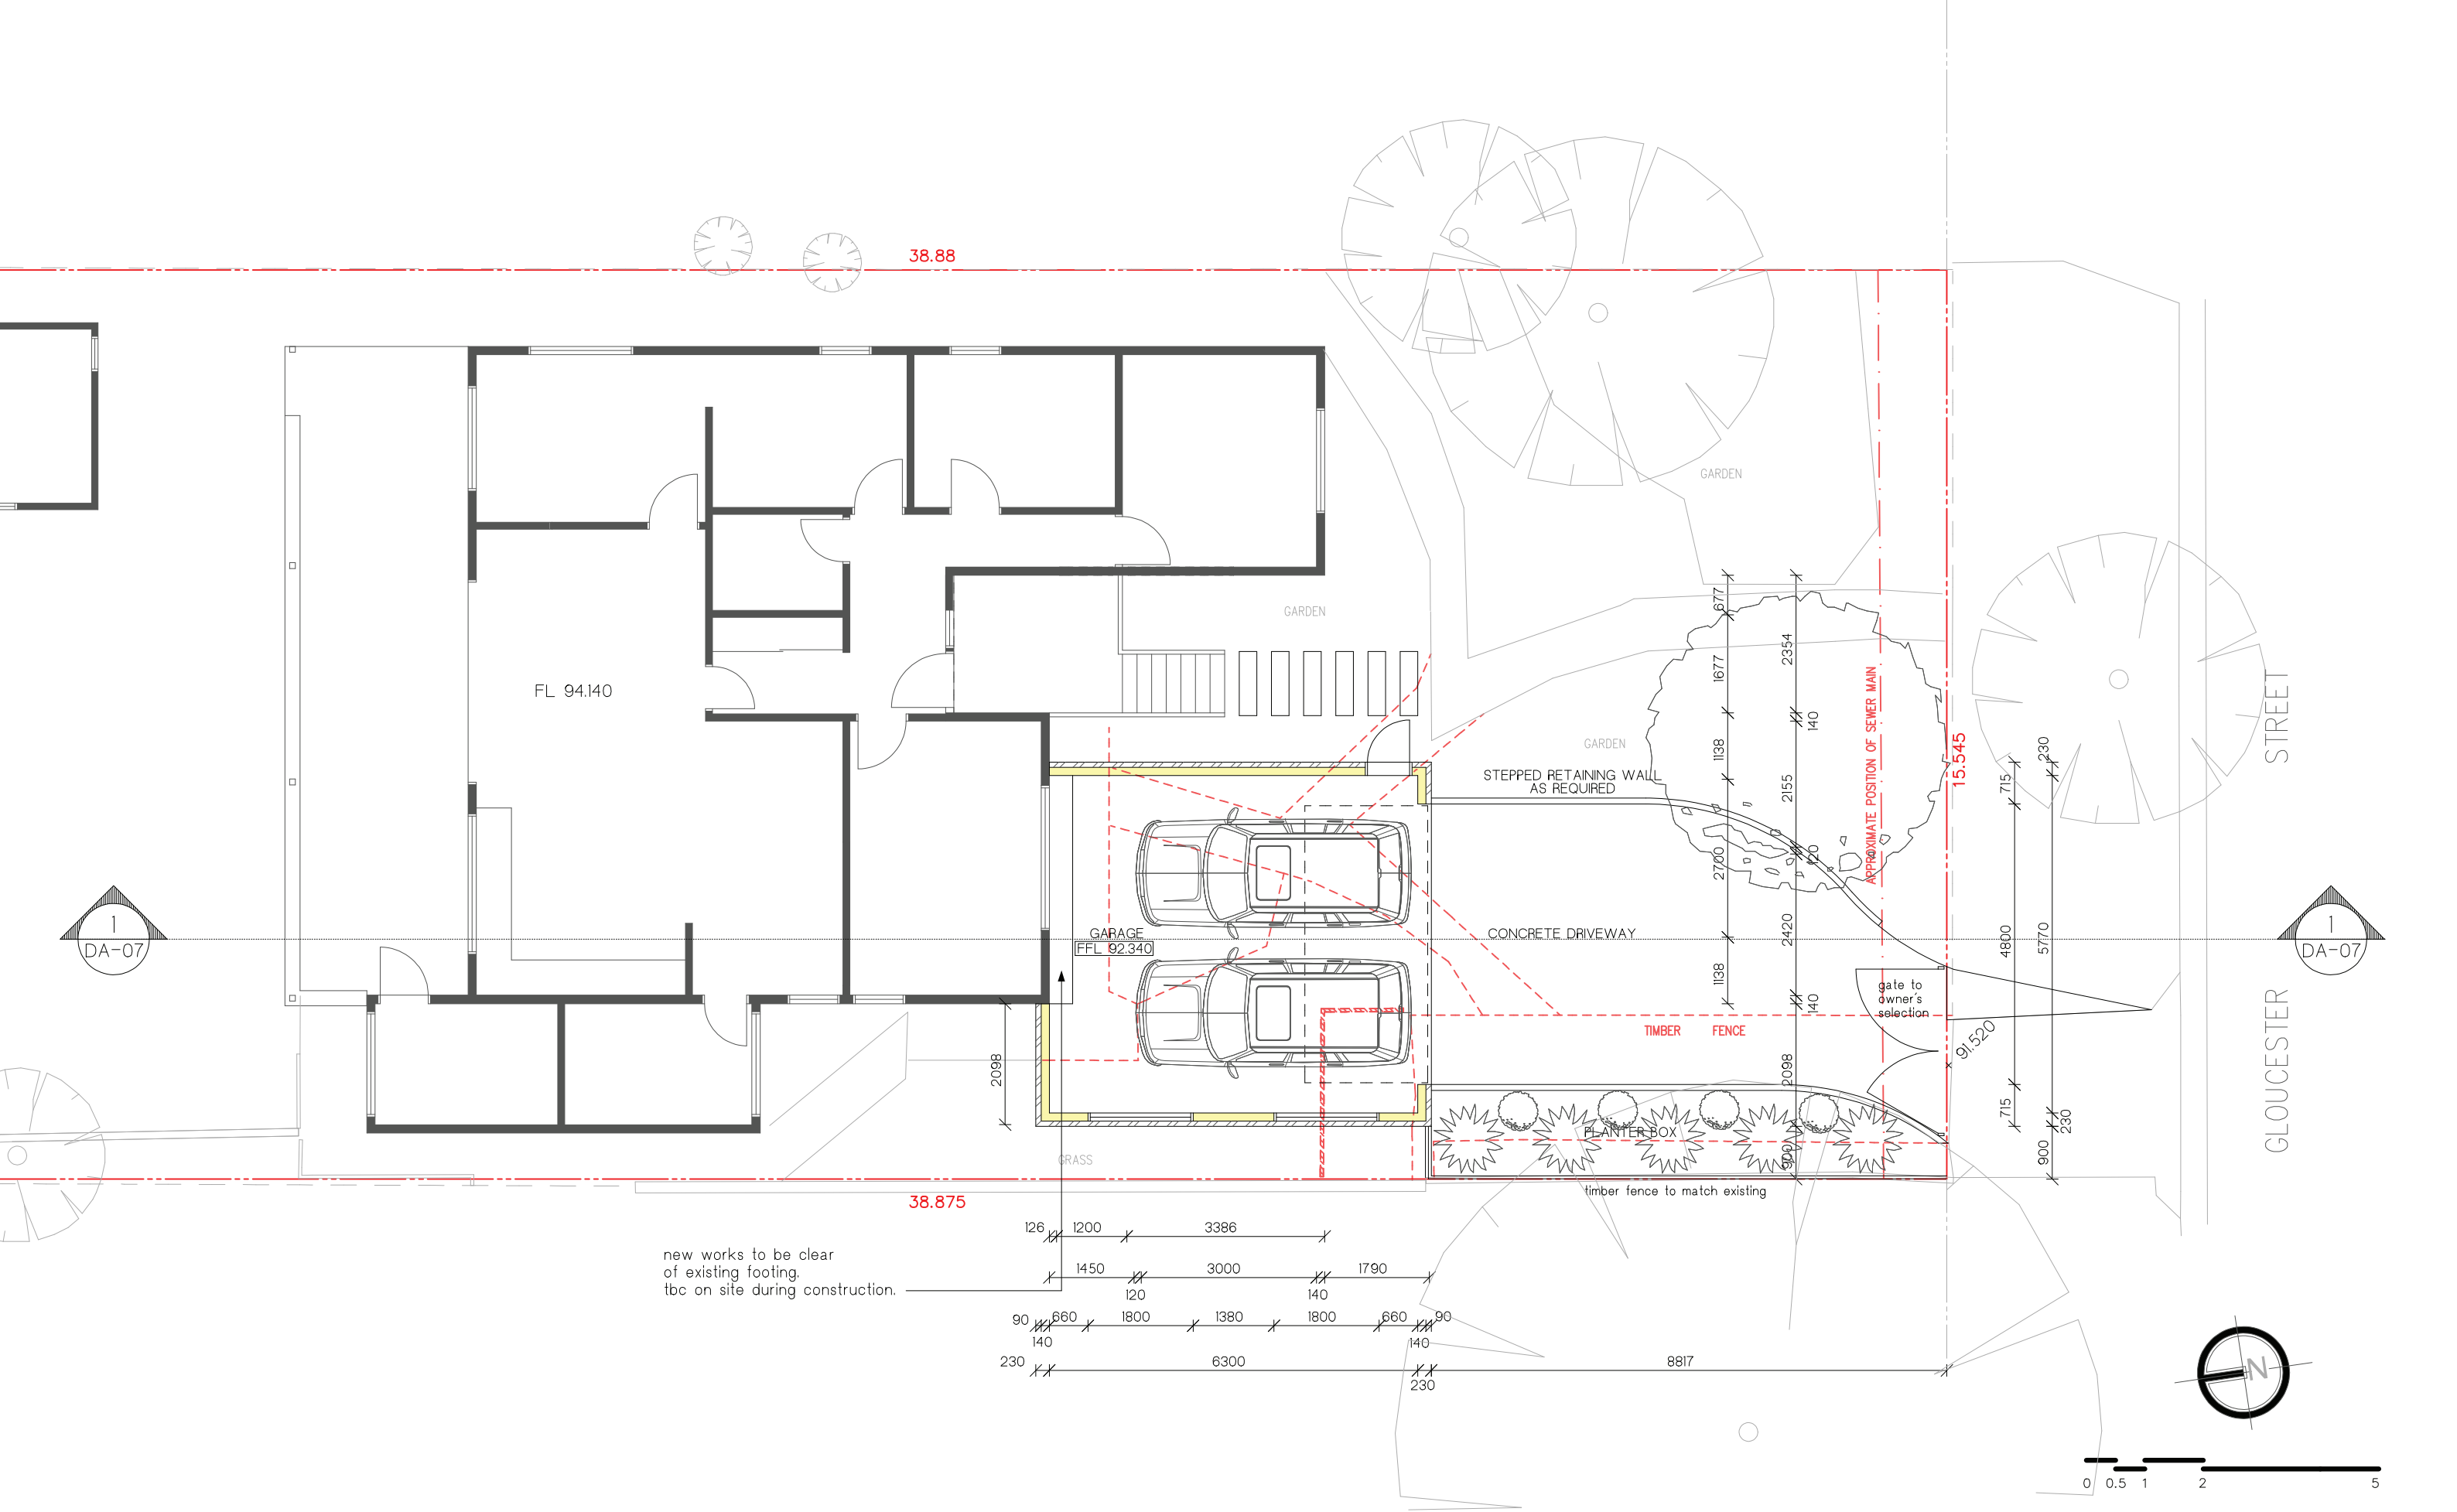 38.88
GARDEN
GARDEN
GARDEN
GARDEN
FL 94.140
677
1677
1138
2700
1138
2354
140
2155
120
2420
140
2098
900
APPROXIMATE POSITION OF SEWER MAIN
15.545
STREET
GLOUCESTER
230
715
4800
5770
715
230
900
STEPPED RETAINING WALL
AS REQUIRED
1
DA-07
GARAGE
FFL 92.340
CONCRETE DRIVEWAY
1
DA-07
gate to
owner's
selection
TIMBER FENCE
91.520
2098
PLANTER BOX
GRASS
timber fence to match existing
38.875
126
1200
3386
new works to be clear
of existing footing.
tbc on site during construction.
1450
3000
1790
120
140
90
660
1800
1380
1800
660
90
140
140
230
6300
8817
230
N
0
0.5
1
2
5